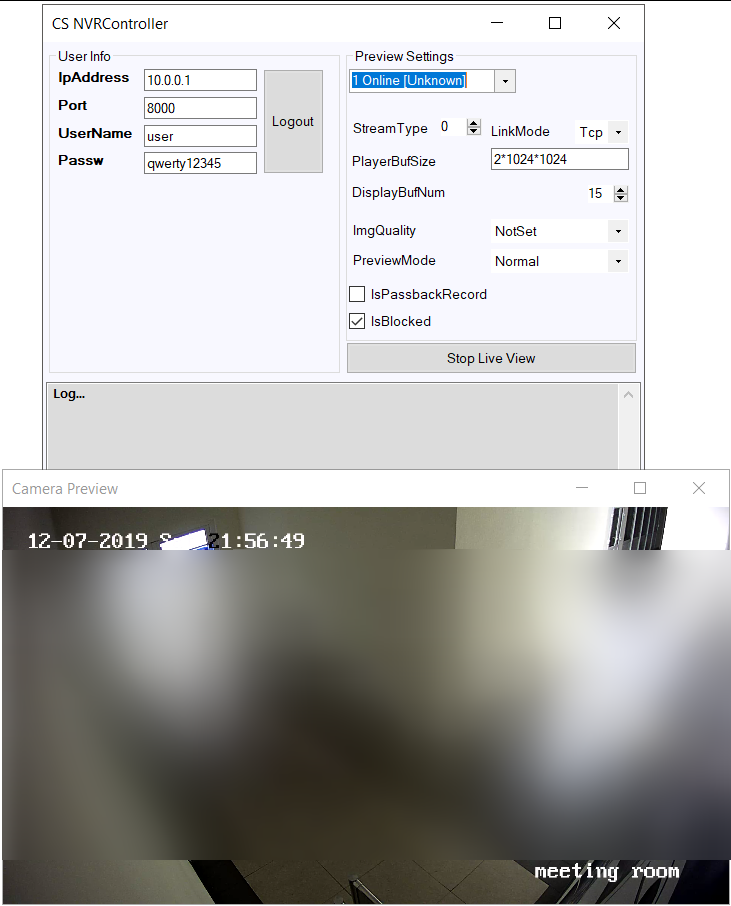 CS NVRController
User Info
IpAddress 10.0.0.1
Port 8000
UserName user
Passw qwerty12345
Logout
Preview Settings
1 Online [Unknown]
StreamType 0 LinkMode Tcp
PlayerBufSize 2*1024*1024
DisplayBufNum 15
ImgQuality NotSet
PreviewMode Normal
IsPassbackRecord
IsBlocked
Stop Live View
Log...
Camera Preview
12-07-2019 21:56:49
meeting room